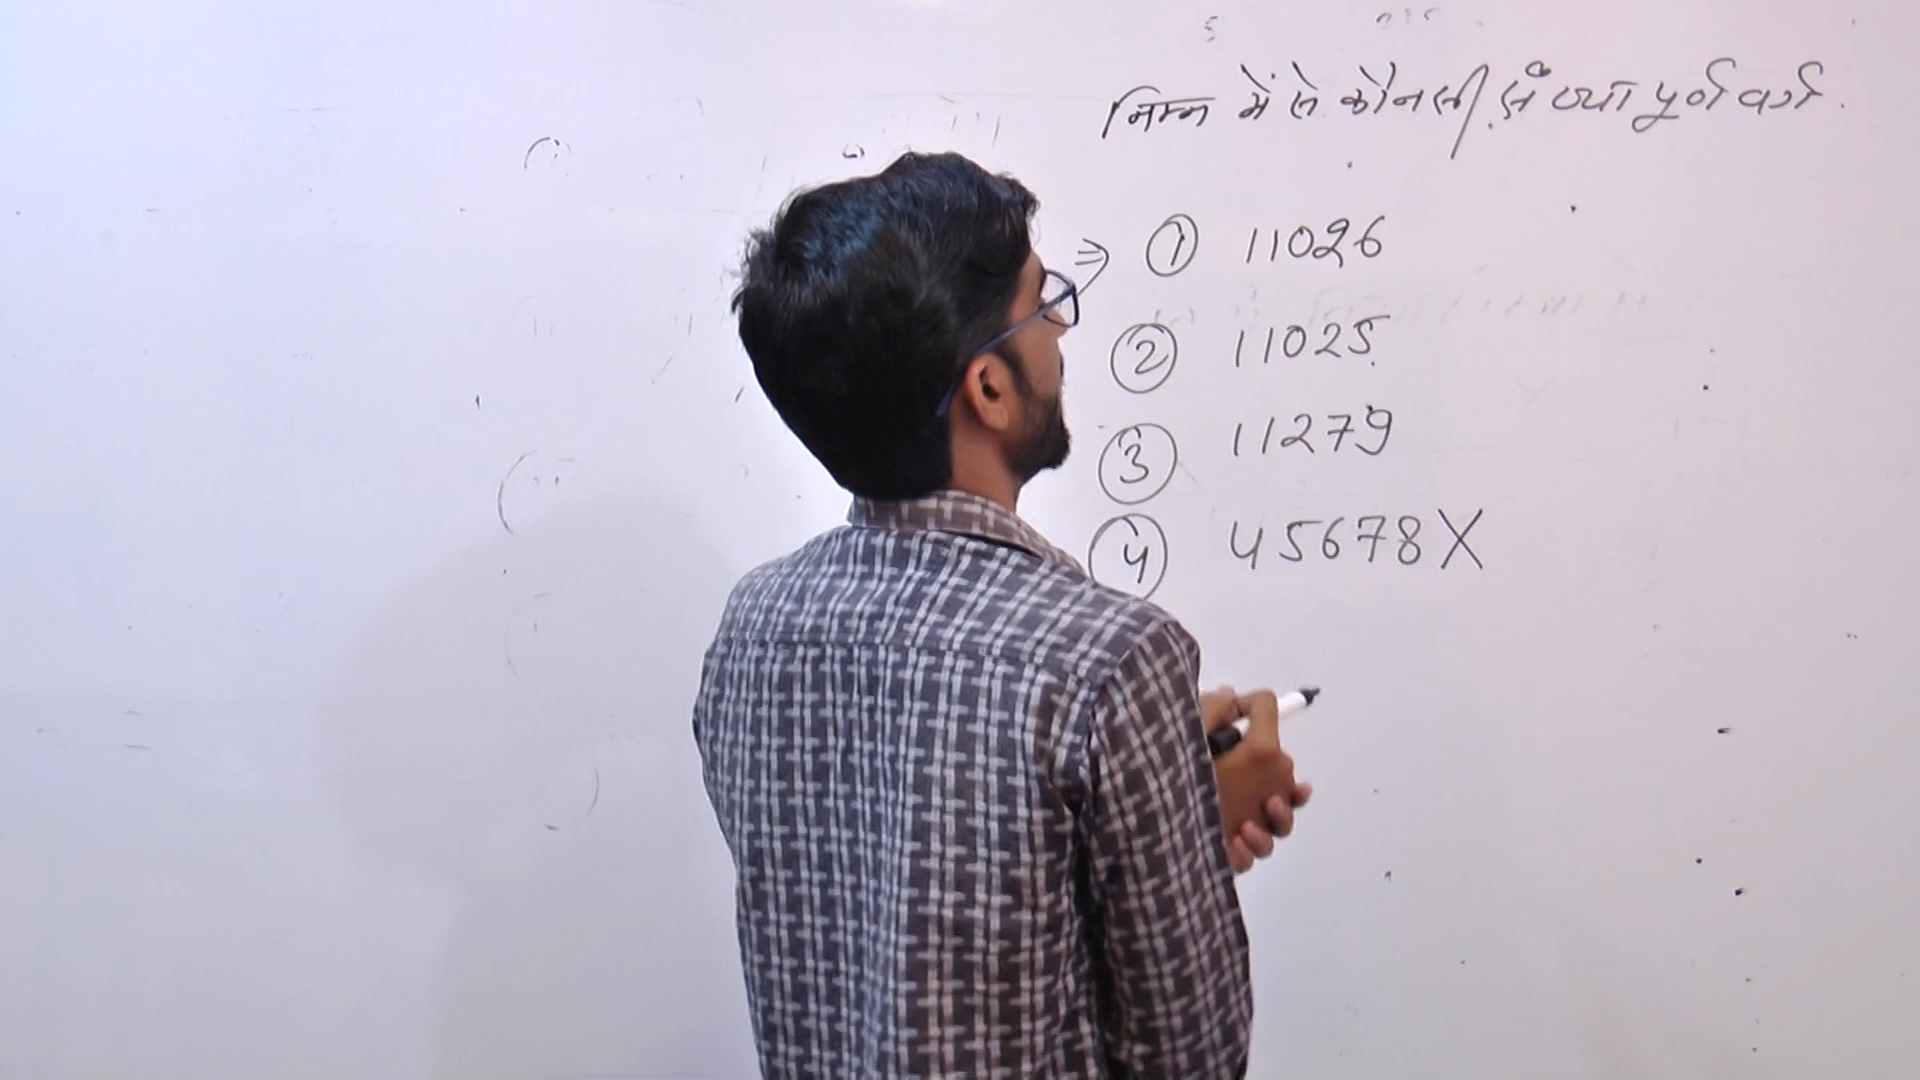 निम्न में से कौनसी संख्या पूर्ण वर्ग.
⇒ ① 11026
② 11025
③ 11279
④ 45678 X